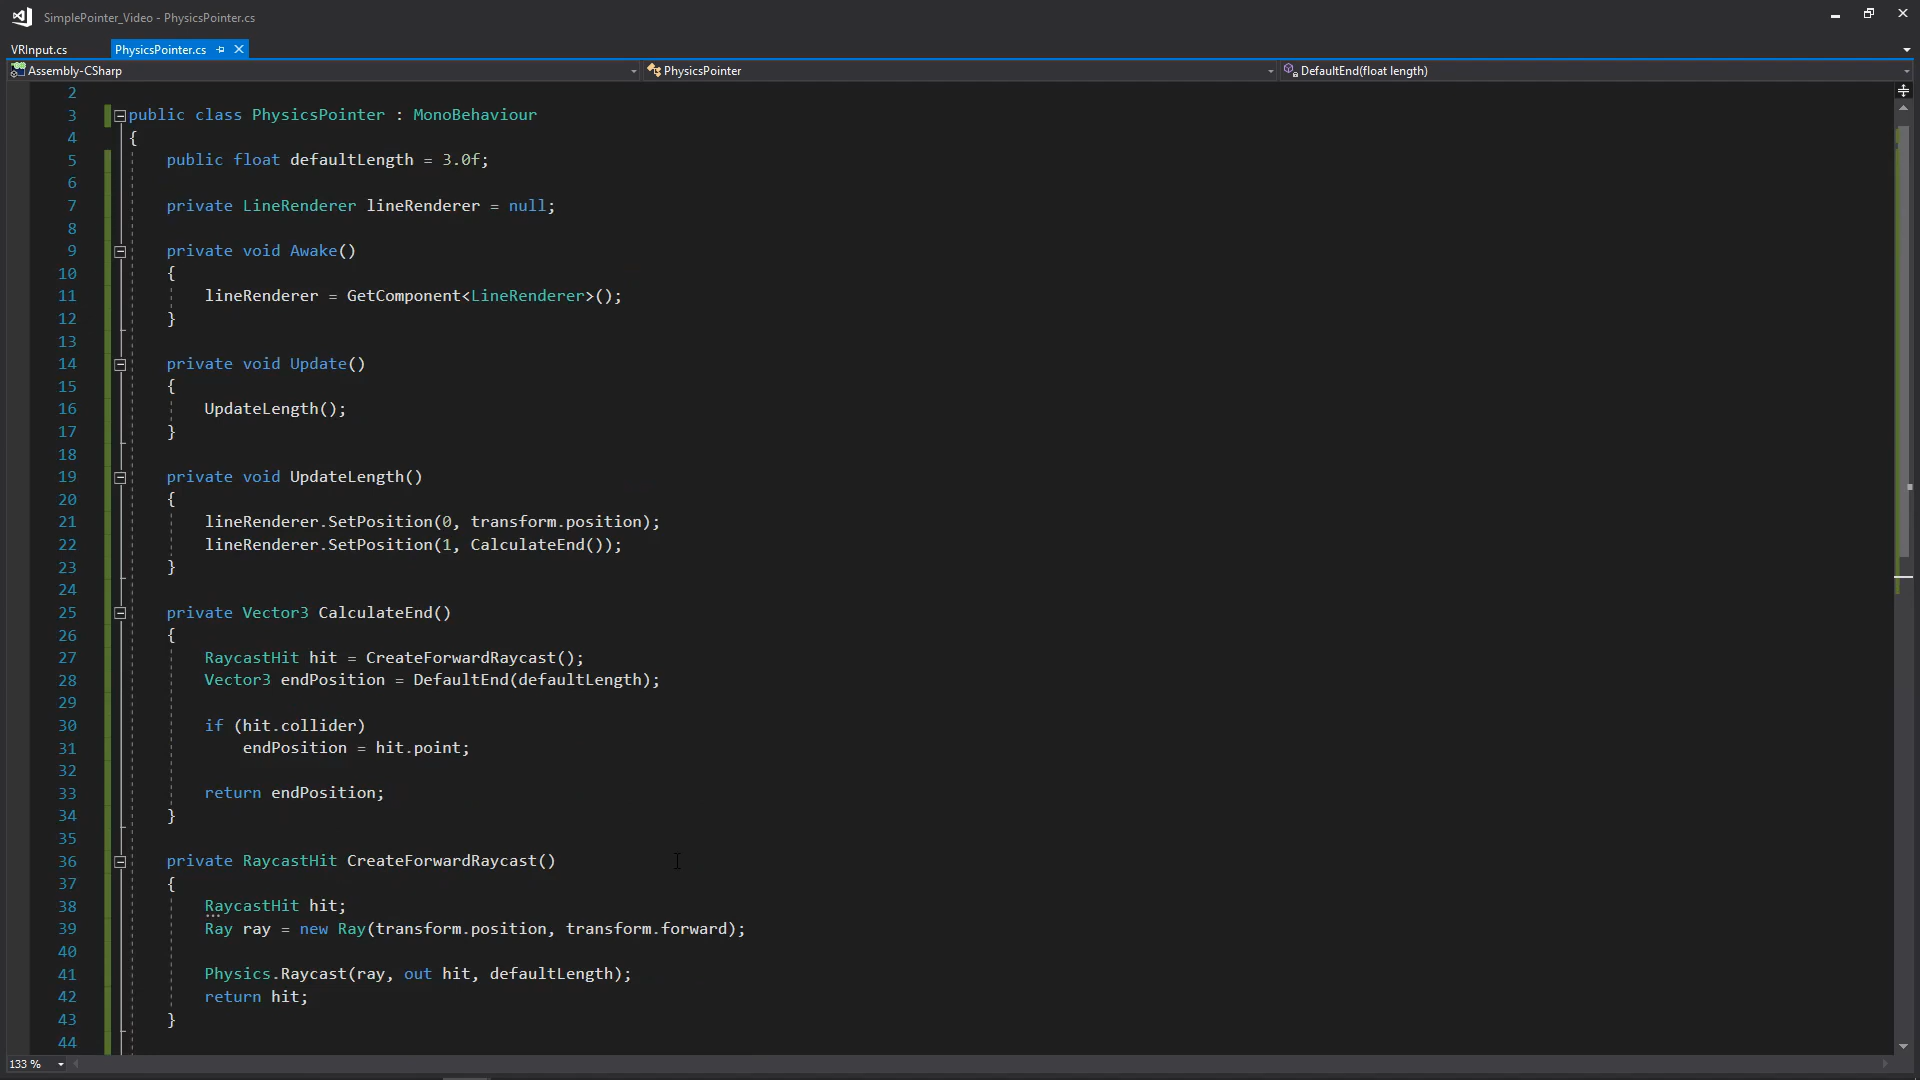 SimplePointer_Video - PhysicsPointer.cs
VRInput.cs
PhysicsPointer.cs
Assembly-CSharp
PhysicsPointer
DefaultEnd(float length)
2
3 public class PhysicsPointer : MonoBehaviour
4 {
5 public float defaultLength = 3.0f;
6
7 private LineRenderer lineRenderer = null;
8
9 private void Awake()
10 {
11 lineRenderer = GetComponent<LineRenderer>();
12 }
13
14 private void Update()
15 {
16 UpdateLength();
17 }
18
19 private void UpdateLength()
20 {
21 lineRenderer.SetPosition(0, transform.position);
22 lineRenderer.SetPosition(1, CalculateEnd());
23 }
24
25 private Vector3 CalculateEnd()
26 {
27 RaycastHit hit = CreateForwardRaycast();
28 Vector3 endPosition = DefaultEnd(defaultLength);
29
30 if (hit.collider)
31 endPosition = hit.point;
32
33 return endPosition;
34 }
35
36 private RaycastHit CreateForwardRaycast()
37 {
38 RaycastHit hit;
39 Ray ray = new Ray(transform.position, transform.forward);
40
41 Physics.Raycast(ray, out hit, defaultLength);
42 return hit;
43 }
44
133 %